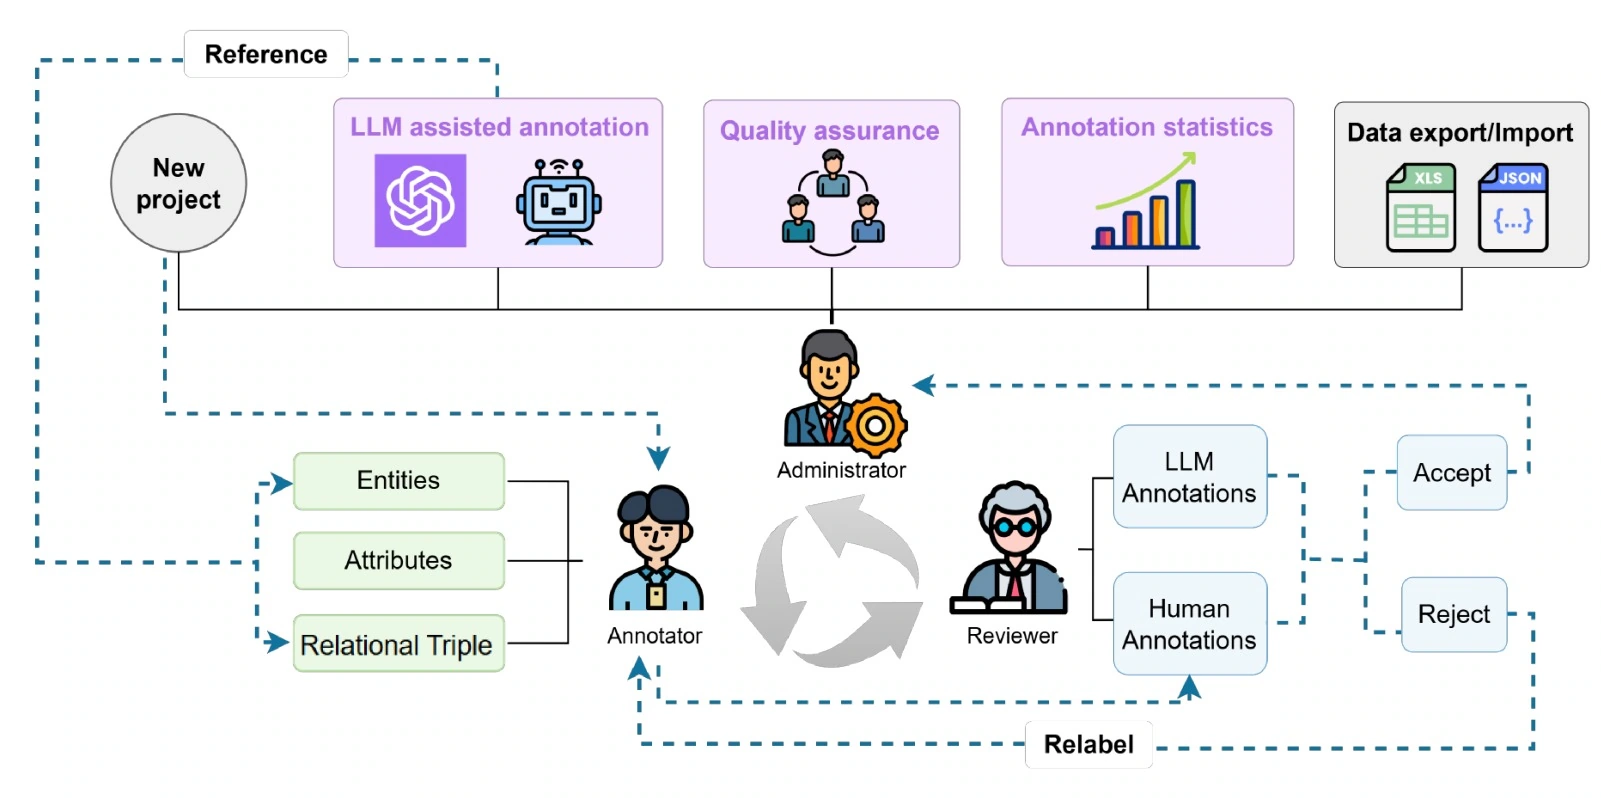 Reference
New
project
LLM assisted annotation
Quality assurance
Annotation statistics
Data export/Import
XLS
JSON
{...}
Administrator
Entities
Attributes
Relational Triple
Annotator
Reviewer
LLM
Annotations
Human
Annotations
Accept
Reject
Relabel